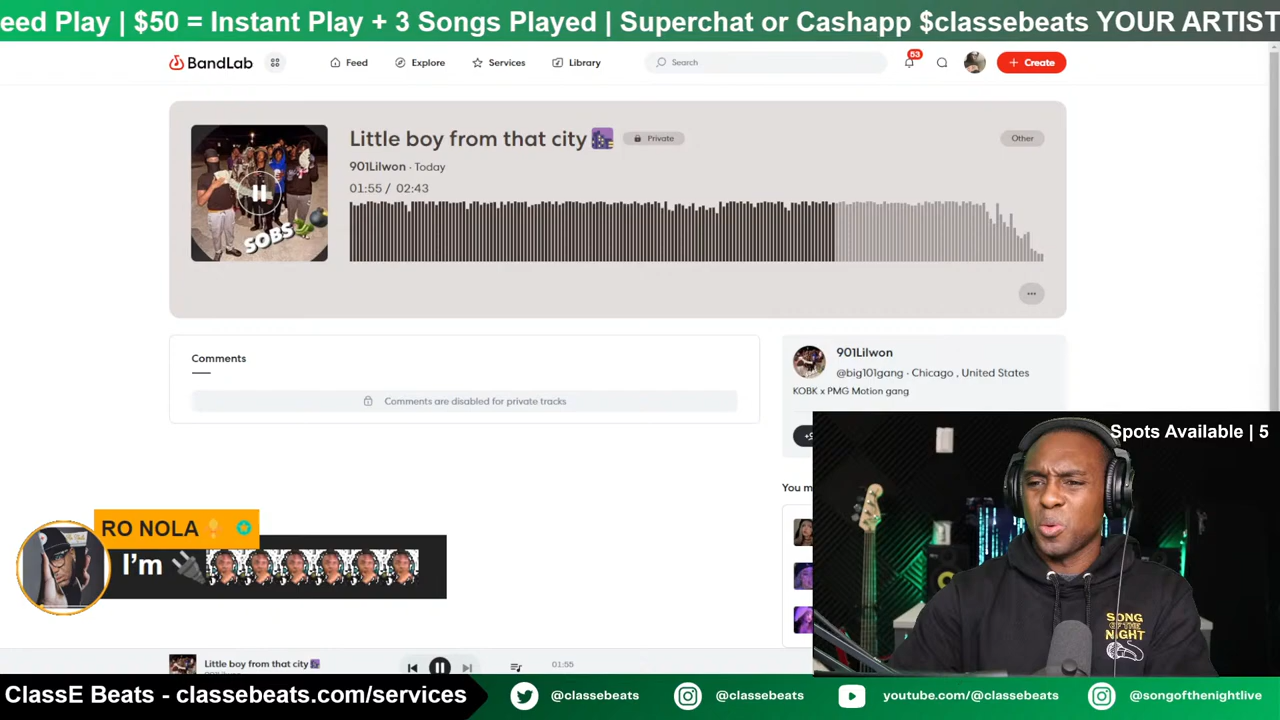 eed Play | $50 = Instant Play + 3 Songs Played | Superchat or Cashapp $classebeats YOUR ARTIST
BandLab
Feed
Explore
Services
Library
Search
53
+ Create
Little boy from that city
Private
Other
901Lilwon · Today
01:55 / 02:43
SOBS
Comments
Comments are disabled for private tracks
901Lilwon
@big101gang · Chicago , United States
KOBK x PMG Motion gang
Spots Available | 5
You m
RO NOLA
I'm
SONG
OF THE
NIGHT
Little boy from that city
01:55
ClassE Beats - classebeats.com/services
@classebeats
@classebeats
youtube.com/@classebeats
@songofthenightlive